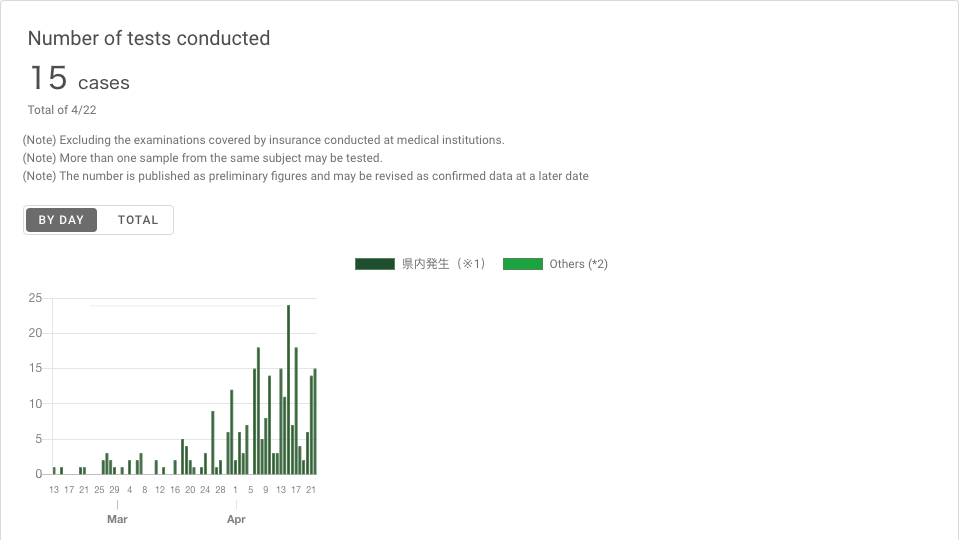 Number of tests conducted
15 cases
Total of 4/22
(Note) Excluding the examinations covered by insurance conducted at medical institutions.
(Note) More than one sample from the same subject may be tested.
(Note) The number is published as preliminary figures and may be revised as confirmed data at a later date
BY DAY TOTAL
県内発生（※1） Others (*2)
25
20
15
10
5
0
13 17 21 25 29 4 8 12 16 20 24 28 1 5 9 13 17 21
Mar Apr